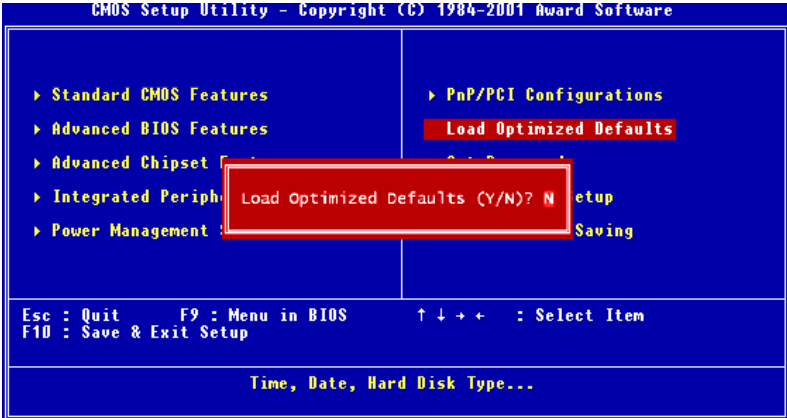 CMOS Setup Utility - Copyright (C) 1984-2001 Award Software
▸ Standard CMOS Features
▸ Advanced BIOS Features
▸ Advanced Chipset
▸ Integrated
▸ Power Management
▸ PnP/PCI Configurations
Load Optimized Defaults
Saving
Load Optimized Defaults (Y/N)? N
Esc : Quit F9 : Menu in BIOS ↑ ↓ → ← : Select Item
F10 : Save & Exit Setup
Time, Date, Hard Disk Type...